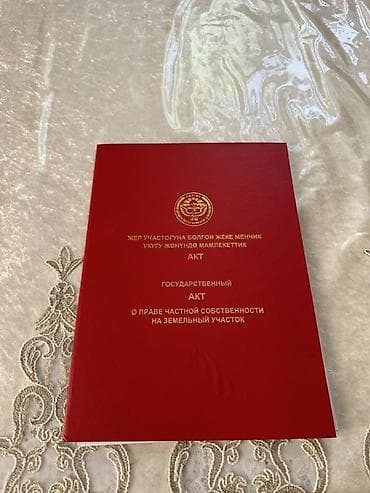 ЖЕР УЧАСТОГУНА БОЛГОН ЖЕКЕ МЕНЧИК
УКУГУ ЖӨНҮНДӨ МАМЛЕКЕТТИК
АКТ
ГОСУДАРСТВЕННЫЙ
АКТ
О ПРАВЕ ЧАСТНОЙ СОБСТВЕННОСТИ
НА ЗЕМЕЛЬНЫЙ УЧАСТОК